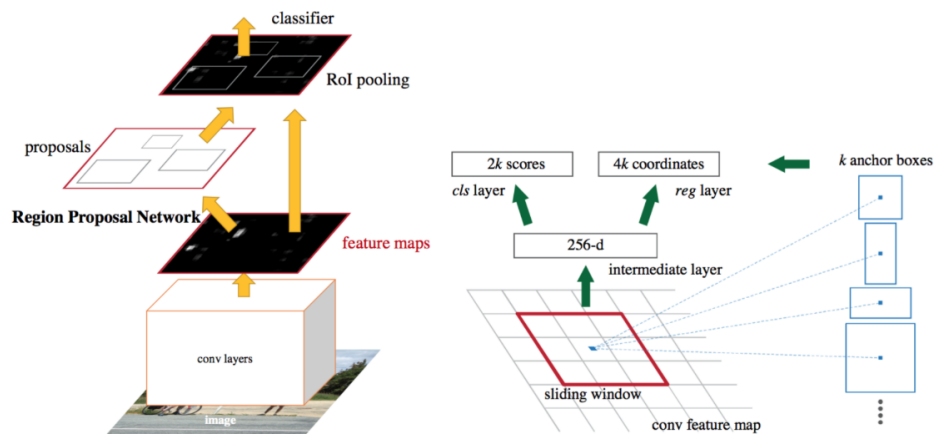 classifier
RoI pooling
proposals
Region Proposal Network
feature maps
conv layers
image
2k scores
4k coordinates
k anchor boxes
cls layer
reg layer
256-d
intermediate layer
sliding window
conv feature map